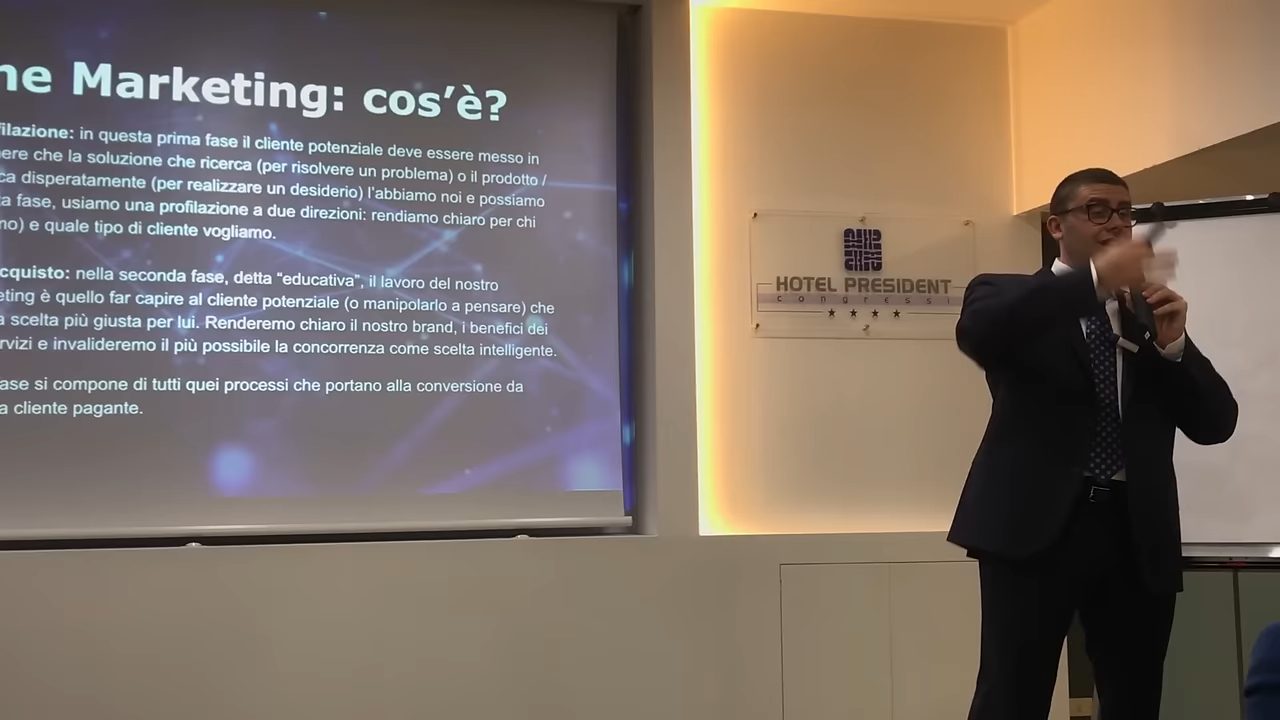 ne Marketing: cos'è?
filazione: in questa prima fase il cliente potenziale deve essere messo in
ere che la soluzione che ricerca (per risolvere un problema) o il prodotto /
ca disperatamente (per realizzare un desiderio) l'abbiamo noi e possiamo
ta fase, usiamo una profilazione a due direzioni: rendiamo chiaro per chi
no) e quale tipo di cliente vogliamo.
cquisto: nella seconda fase, detta "educativa", il lavoro del nostro
eting è quello far capire al cliente potenziale (o manipolarlo a pensare) che
a scelta più giusta per lui. Renderemo chiaro il nostro brand, i benefici dei
rvizi e invalideremo il più possibile la concorrenza come scelta intelligente.
ase si compone di tutti quei processi che portano alla conversione da
a cliente pagante.
HOTEL PRESIDENT
congressi